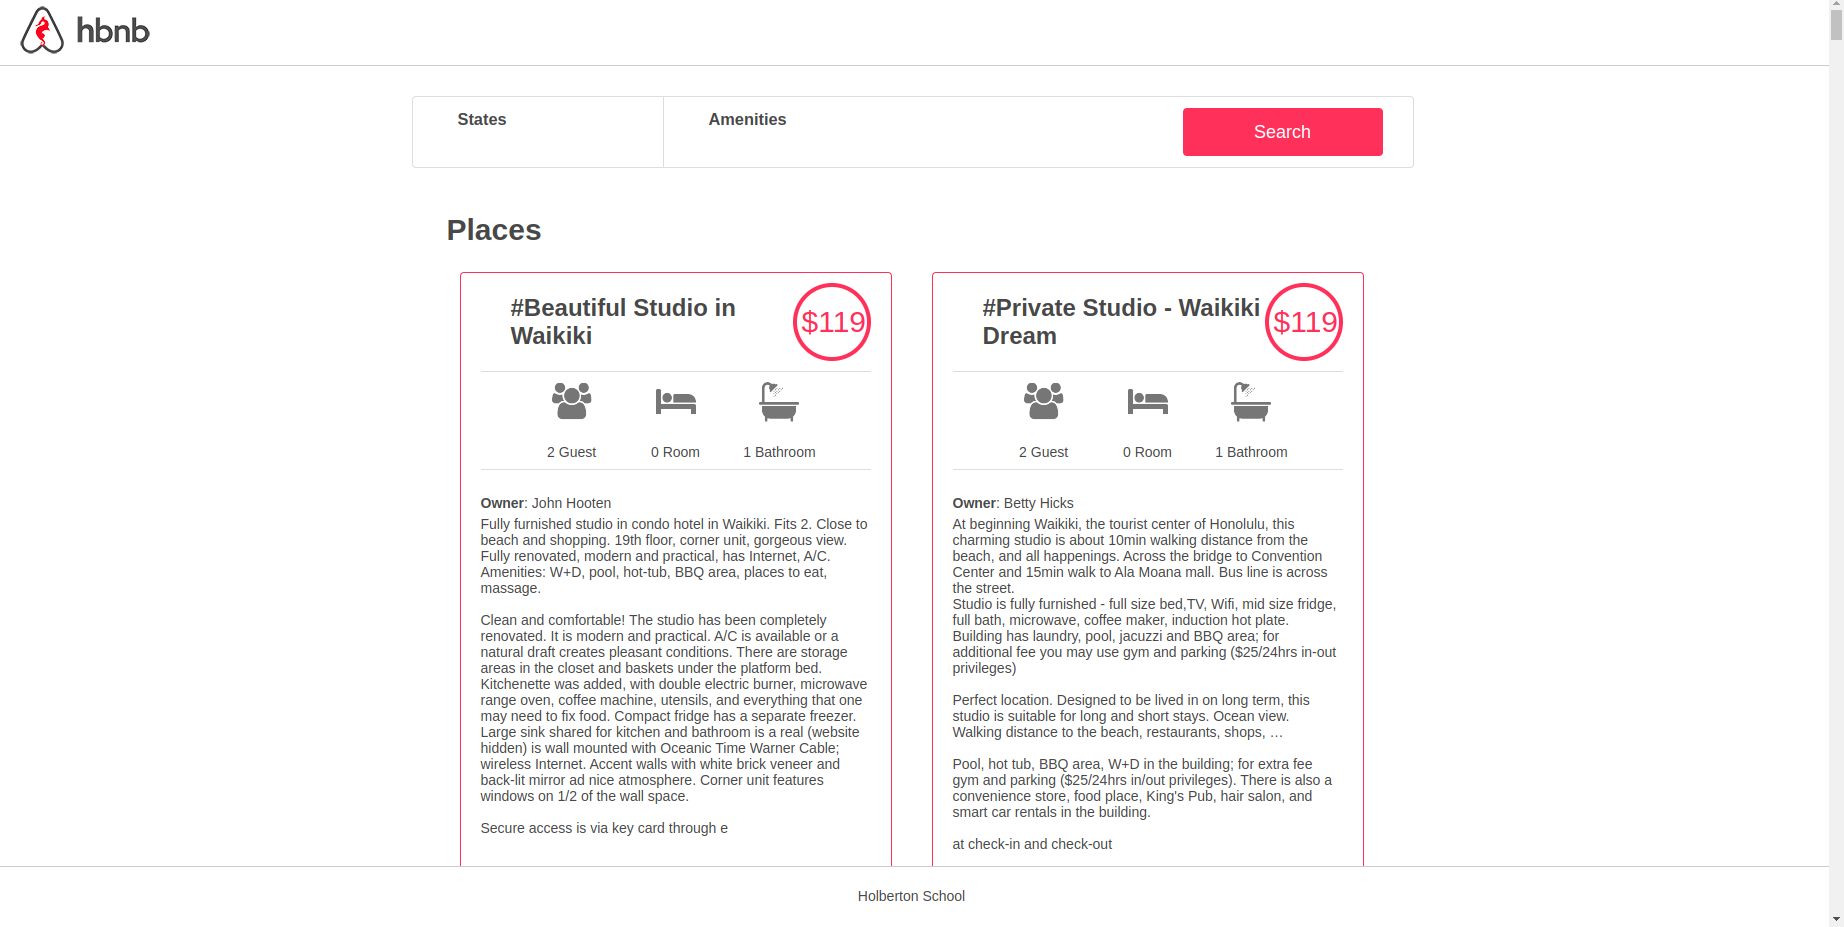 hbnb
States
Amenities
Search
Places
#Beautiful Studio in
Waikiki
$119
2 Guest
0 Room
1 Bathroom
Owner: John Hooten
Fully furnished studio in condo hotel in Waikiki. Fits 2. Close to
beach and shopping. 19th floor, corner unit, gorgeous view.
Fully renovated, modern and practical, has Internet, A/C.
Amenities: W+D, pool, hot-tub, BBQ area, places to eat,
massage.
Clean and comfortable! The studio has been completely
renovated. It is modern and practical. A/C is available or a
natural draft creates pleasant conditions. There are storage
areas in the closet and baskets under the platform bed.
Kitchenette was added, with double electric burner, microwave
range oven, coffee machine, utensils, and everything that one
may need to fix food. Compact fridge has a separate freezer.
Large sink shared for kitchen and bathroom is a real (website
hidden) is wall mounted with Oceanic Time Warner Cable;
wireless Internet. Accent walls with white brick veneer and
back-lit mirror ad nice atmosphere. Corner unit features
windows on 1/2 of the wall space.
Secure access is via key card through e
#Private Studio - Waikiki
Dream
$119
2 Guest
0 Room
1 Bathroom
Owner: Betty Hicks
At beginning Waikiki, the tourist center of Honolulu, this
charming studio is about 10min walking distance from the
beach, and all happenings. Across the bridge to Convention
Center and 15min walk to Ala Moana mall. Bus line is across
the street.
Studio is fully furnished - full size bed,TV, Wifi, mid size fridge,
full bath, microwave, coffee maker, induction hot plate.
Building has laundry, pool, jacuzzi and BBQ area; for
additional fee you may use gym and parking ($25/24hrs in-out
privileges)
Perfect location. Designed to be lived in on long term, this
studio is suitable for long and short stays. Ocean view.
Walking distance to the beach, restaurants, shops, …
Pool, hot tub, BBQ area, W+D in the building; for extra fee
gym and parking ($25/24hrs in/out privileges). There is also a
convenience store, food place, King's Pub, hair salon, and
smart car rentals in the building.
at check-in and check-out
Holberton School